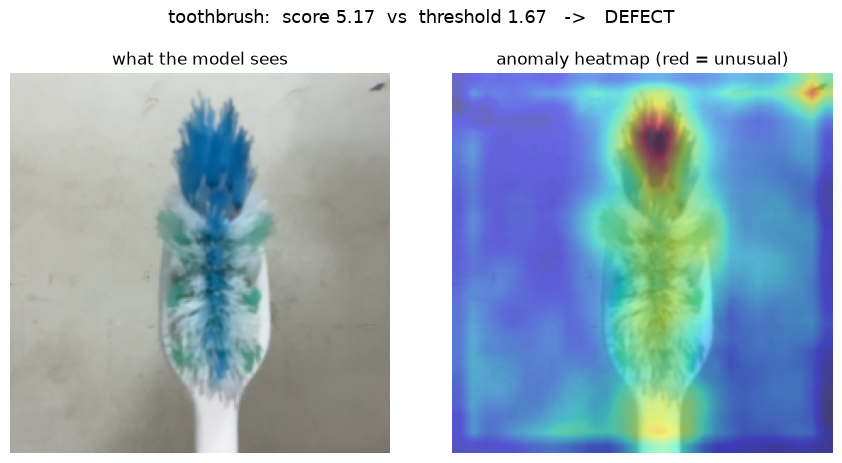 toothbrush: score 5.17 vs threshold 1.67 -> DEFECT
what the model sees
anomaly heatmap (red = unusual)